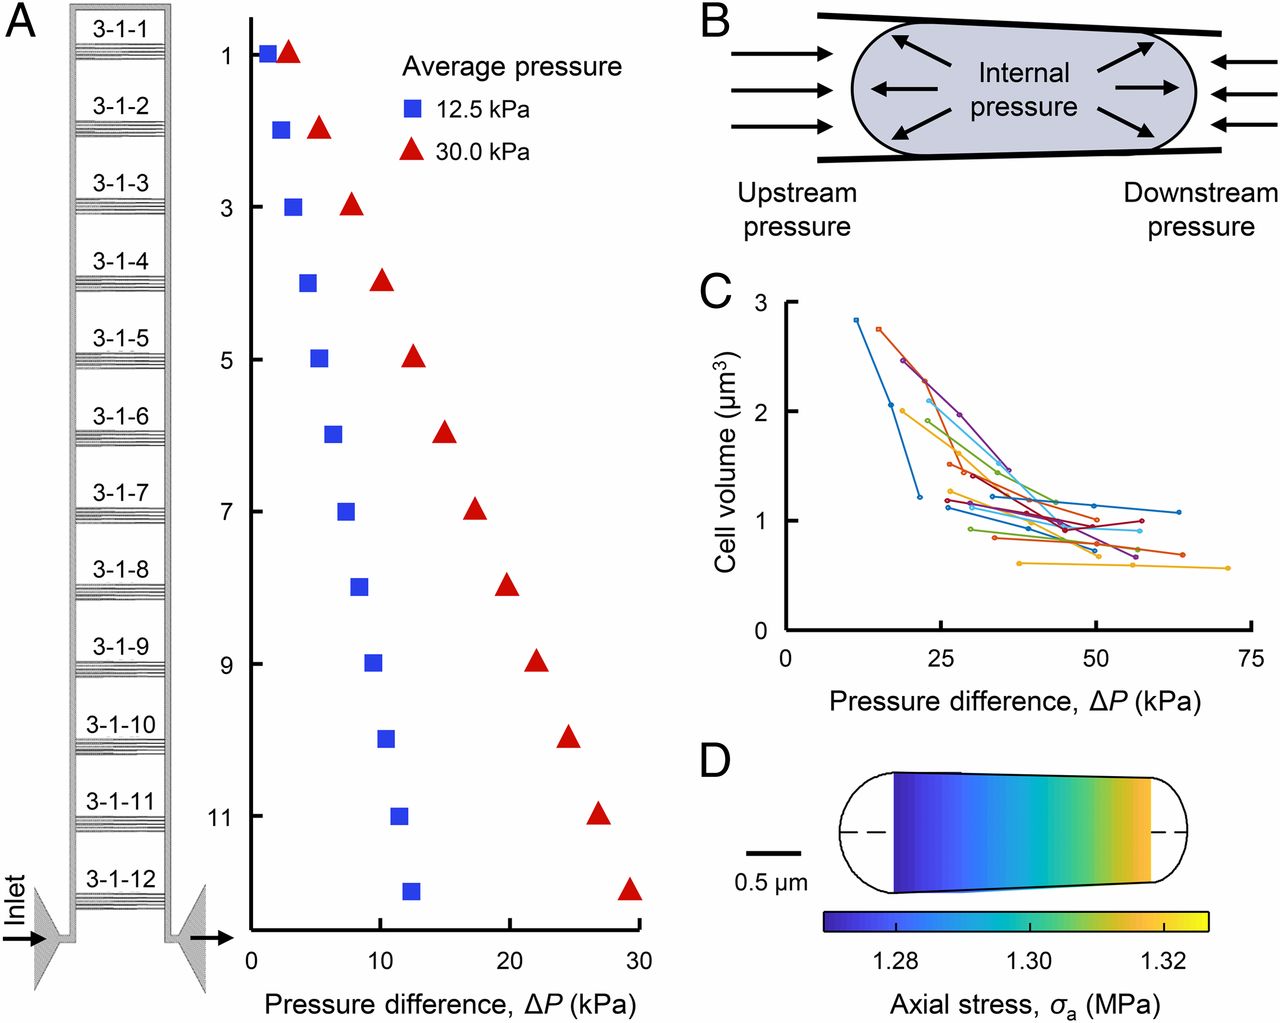 A
3-1-1
3-1-2
3-1-3
3-1-4
3-1-5
3-1-6
3-1-7
3-1-8
3-1-9
3-1-10
3-1-11
3-1-12
Inlet
1
3
5
7
9
11
Average pressure
12.5 kPa
30.0 kPa
0 10 20 30
Pressure difference, ΔP (kPa)
B
Internal
pressure
Upstream
pressure
Downstream
pressure
C
Cell volume (μm³)
3
2
1
0
0 25 50 75
Pressure difference, ΔP (kPa)
D
0.5 μm
1.28 1.30 1.32
Axial stress, σₐ (MPa)